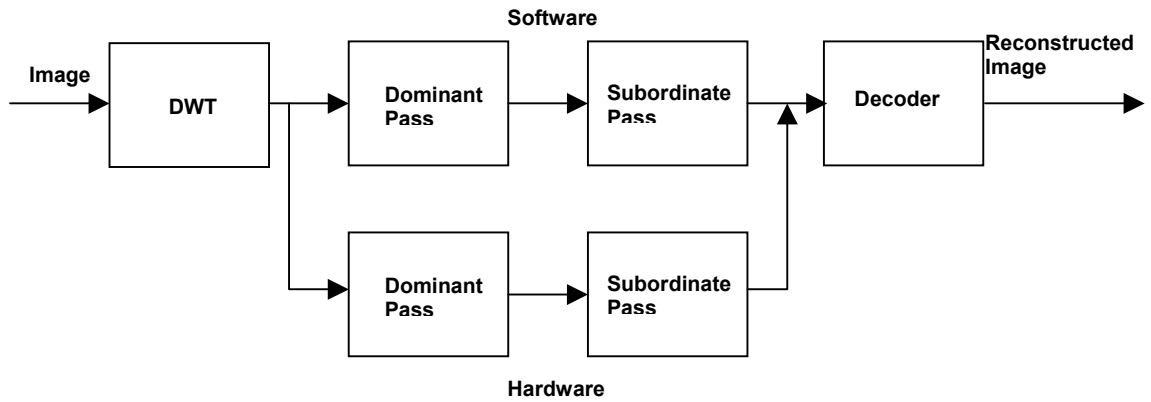 Software
Image
DWT
Dominant
Pass
Subordinate
Pass
Decoder
Reconstructed
Image
Dominant
Pass
Subordinate
Pass
Hardware